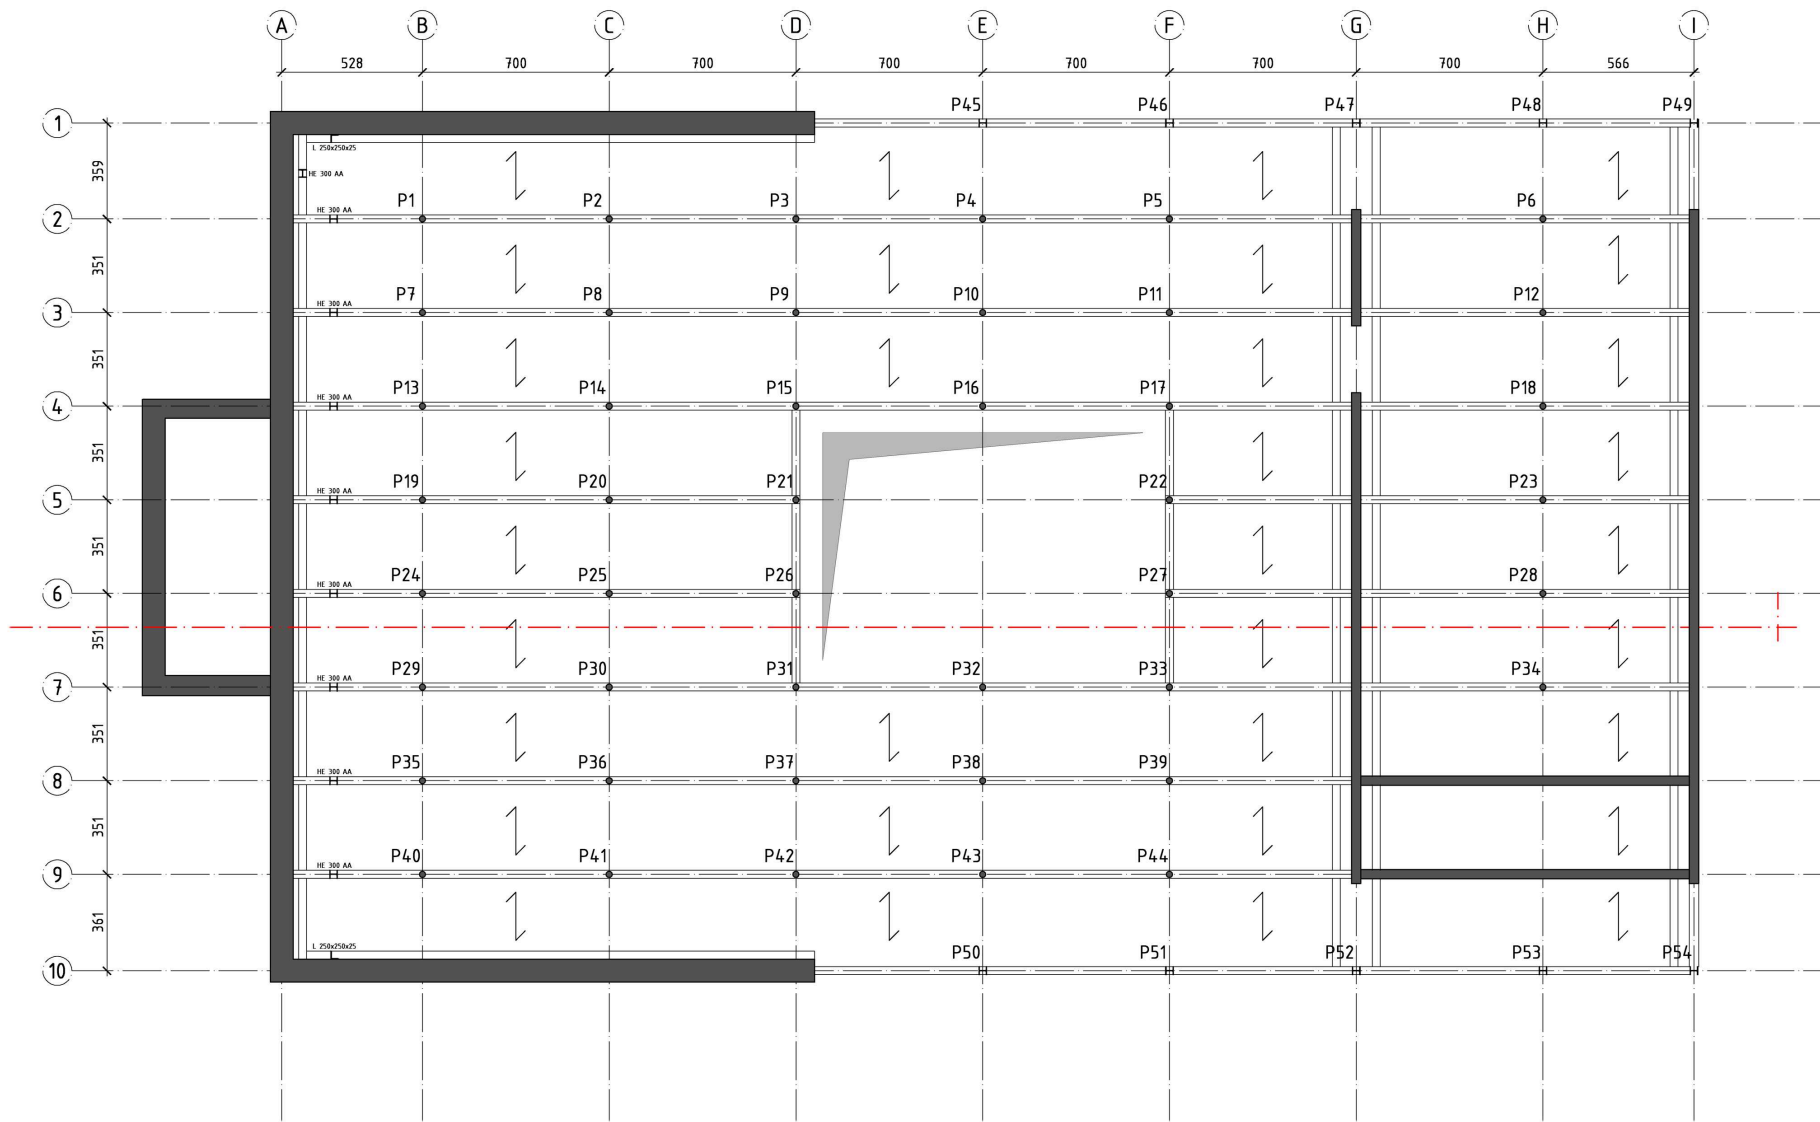 A B C D E F G H I
528 700 700 700 700 700 700 566
P45 P46 P47 P48 P49
1
L 250x250x25
359
HE 300 AA
P1 P2 P3 P4 P5 P6
HE 300 AA
2
351
P7 P8 P9 P10 P11 P12
HE 300 AA
3
351
P13 P14 P15 P16 P17 P18
HE 300 AA
4
351
P19 P20 P21 P22 P23
HE 300 AA
5
351
P24 P25 P26 P27 P28
HE 300 AA
6
351
P29 P30 P31 P32 P33 P34
HE 300 AA
7
351
P35 P36 P37 P38 P39
HE 300 AA
8
351
P40 P41 P42 P43 P44
HE 300 AA
9
361
L 250x250x25
P50 P51 P52 P53 P54
10